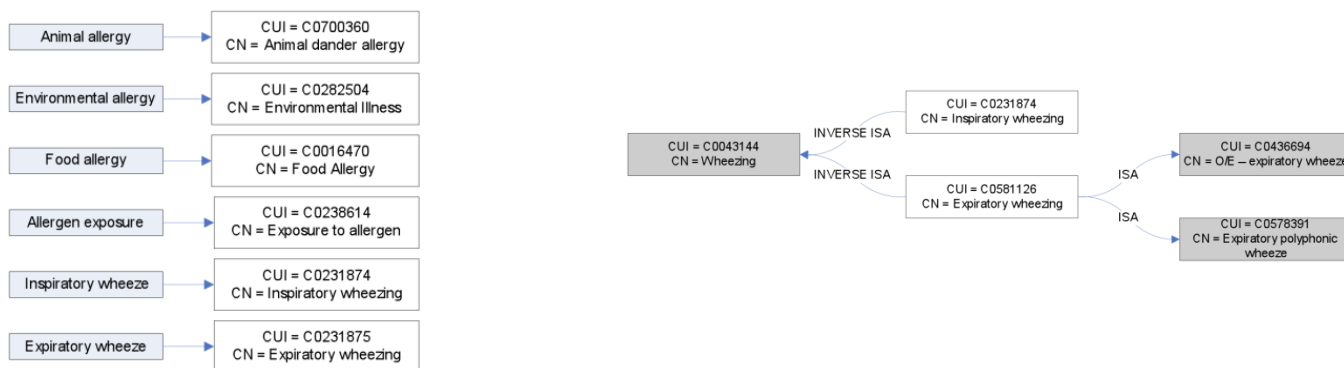 Animal allergy
CUI = C0700360
CN = Animal dander allergy
Environmental allergy
CUI = C0282504
CN = Environmental Illness
Food allergy
CUI = C0016470
CN = Food Allergy
Allergen exposure
CUI = C0238614
CN = Exposure to allergen
Inspiratory wheeze
CUI = C0231874
CN = Inspiratory wheezing
Expiratory wheeze
CUI = C0231875
CN = Expiratory wheezing
CUI = C0043144
CN = Wheezing
INVERSE ISA
INVERSE ISA
CUI = C0231874
CN = Inspiratory wheezing
CUI = C0581126
CN = Expiratory wheezing
ISA
ISA
CUI = C0436694
CN = O/E – expiratory wheeze
CUI = C0578391
CN = Expiratory polyphonic
wheeze